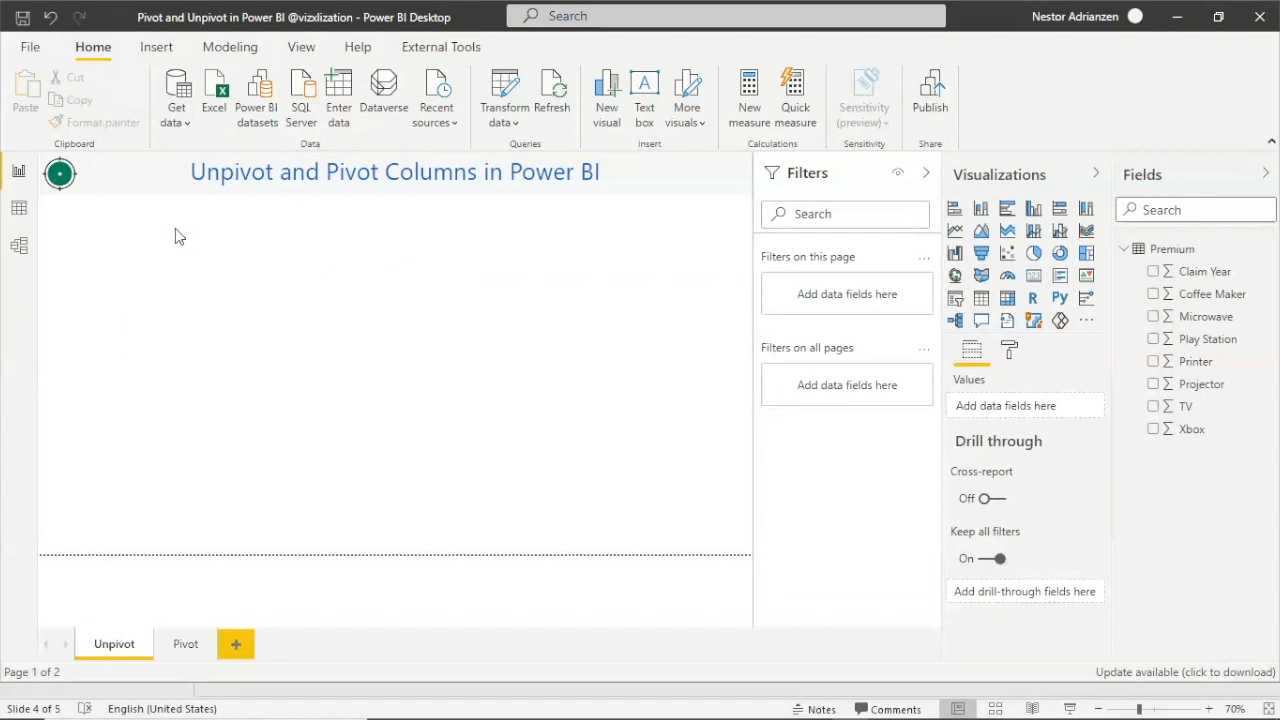 Pivot and Unpivot in Power BI @vizxlization - Power BI Desktop
Search
Nestor Adrianzen
File Home Insert Modeling View Help External Tools
Paste
Cut
Copy
Format painter
Clipboard
Get data
Excel
Power BI datasets
SQL Server
Enter data
Dataverse
Recent sources
Data
Transform data
Refresh
Queries
New visual
A
Text box
More visuals
Insert
New measure
Quick measure
Calculations
Sensitivity (preview)
Sensitivity
Publish
Share
Unpivot and Pivot Columns in Power BI
Filters
Search
Filters on this page ...
Add data fields here
Filters on all pages ...
Add data fields here
Visualizations
R
Py
...
Values
Add data fields here
Drill through
Cross-report
Off
Keep all filters
On
Add drill-through fields here
Fields
Search
Premium
Σ Claim Year
Σ Coffee Maker
Σ Microwave
Σ Play Station
Σ Printer
Σ Projector
Σ TV
Σ Xbox
Unpivot Pivot +
Page 1 of 2
Update available (click to download)
Slide 4 of 5 English (United States) Notes Comments 70%